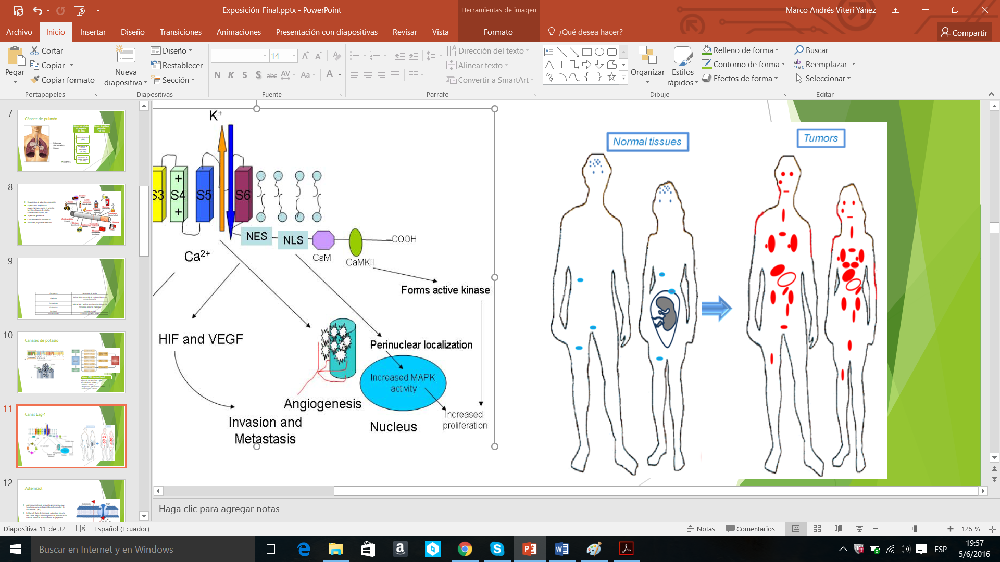 Exposición_Final.pptx - PowerPoint
Herramientas de imagen
Marco Andrés Viteri Yánez
Archivo
Inicio
Insertar
Diseño
Transiciones
Animaciones
Presentación con diapositivas
Revisar
Vista
Formato
¿Qué desea hacer?
Compartir
Pegar
Cortar
Copiar
Copiar formato
Portapapeles
Nueva
diapositiva
Diseño
Restablecer
Sección
Diapositivas
14
N K S S abc AV Aa A
Fuente
Dirección del texto
Alinear texto
Convertir a SmartArt
Párrafo
Organizar
Estilos
rápidos
Relleno de forma
Contorno de forma
Efectos de forma
Dibujo
Buscar
Reemplazar
Seleccionar
Editar
7
Cáncer de pulmón
8
9
10
Canales de potasio
11
Canal Eag-1
12
Astemizol
K+
S3
S4
S5
S6
+
+
NES
NLS
CaM
CaMKII
COOH
Ca2+
Forms active kinase
HIF and VEGF
Perinuclear localization
Increased MAPK
activity
Angiogenesis
Increased
proliferation
Invasion and
Metastasis
Nucleus
Normal tissues
Tumors
Haga clic para agregar notas
Diapositiva 11 de 32
Español (Ecuador)
Notas
Comentarios
125 %
Buscar en Internet y en Windows
ESP
19:57
5/6/2016